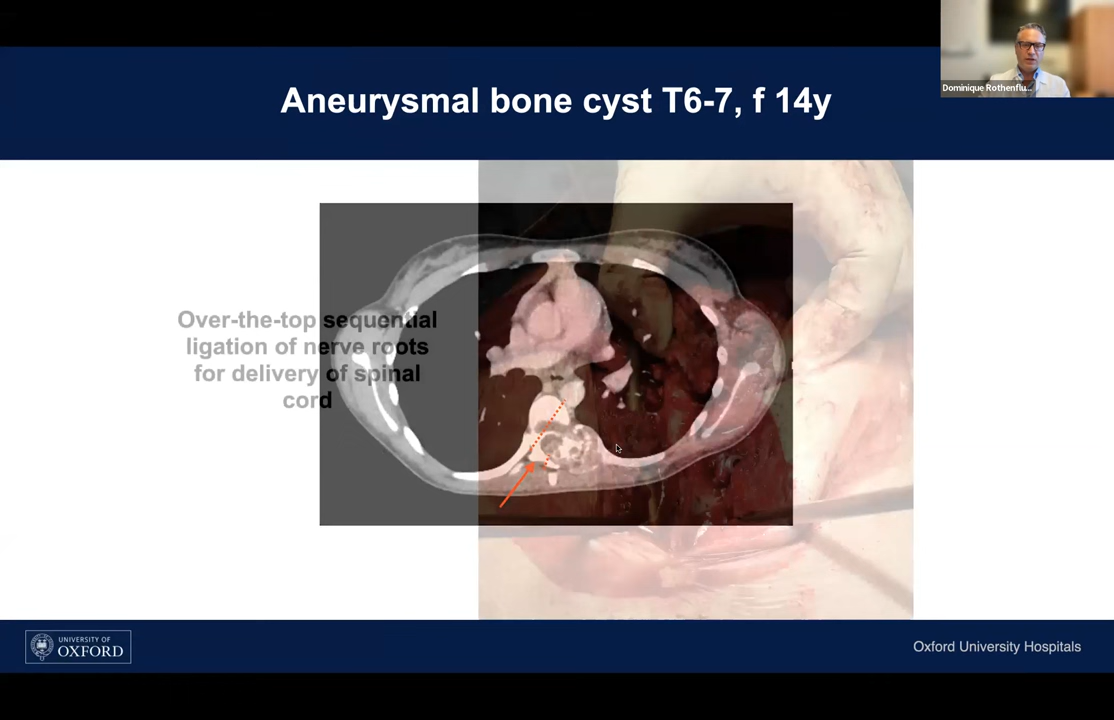 Aneurysmal bone cyst T6-7, f 14y
Dominique Rothenflu...
Over-the-top sequential
ligation of nerve roots
for delivery of spinal
cord
UNIVERSITY OF
OXFORD
Oxford University Hospitals